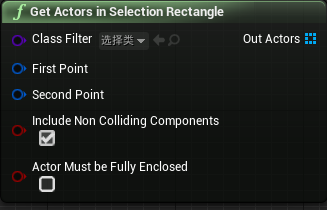 f Get Actors in Selection Rectangle
Class Filter 选择类 Out Actors
First Point
Second Point
Include Non Colliding Components
Actor Must be Fully Enclosed